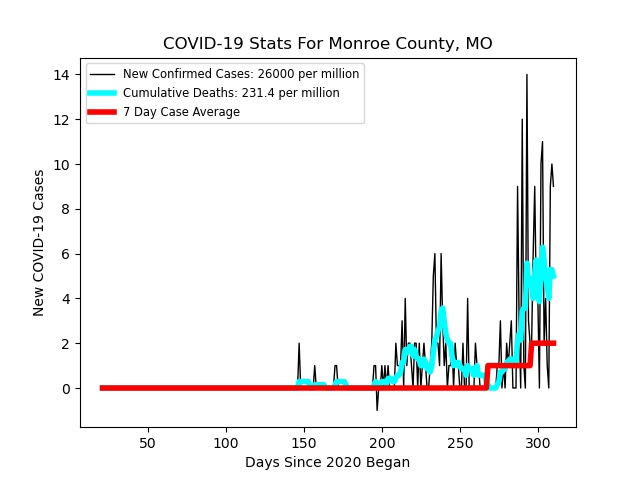 COVID-19 Stats For Monroe County, MO
New Confirmed Cases: 26000 per million
Cumulative Deaths: 231.4 per million
7 Day Case Average
New COVID-19 Cases
14
12
10
8
6
4
2
0
50 100 150 200 250 300
Days Since 2020 Began